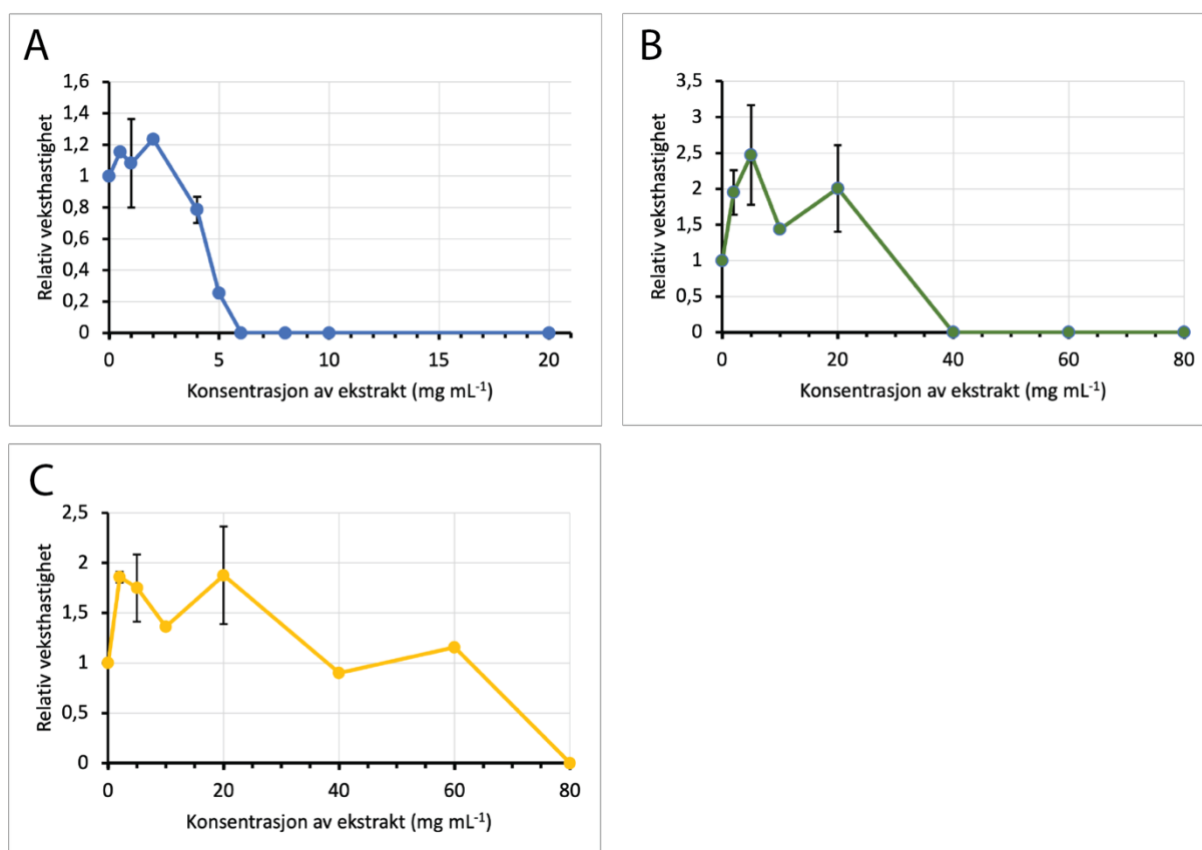 A
1,6
1,4
1,2
1
0,8
0,6
0,4
0,2
0
Relativ veksthastighet
0 5 10 15 20
Konsentrasjon av ekstrakt (mg mL⁻¹)
B
3,5
3
2,5
2
1,5
1
0,5
0
Relativ veksthastighet
0 20 40 60 80
Konsentrasjon av ekstrakt (mg mL⁻¹)
C
2,5
2
1,5
1
0,5
0
Relativ veksthastighet
0 20 40 60 80
Konsentrasjon av ekstrakt (mg mL⁻¹)